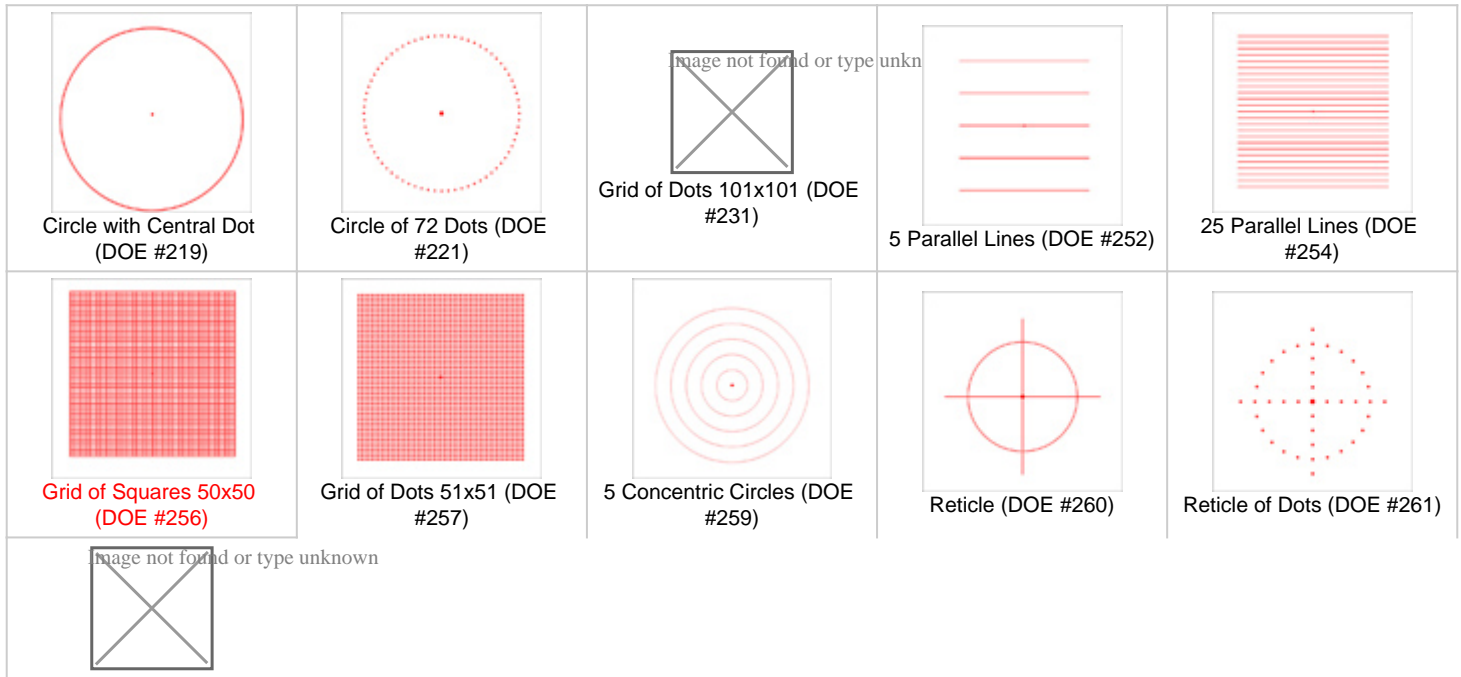 Circle with Central Dot
(DOE #219)
Circle of 72 Dots (DOE
#221)
Image not found or type unkn
Grid of Dots 101x101 (DOE
#231)
5 Parallel Lines (DOE #252)
25 Parallel Lines (DOE
#254)
Grid of Squares 50x50
(DOE #256)
Grid of Dots 51x51 (DOE
#257)
5 Concentric Circles (DOE
#259)
Reticle (DOE #260)
Reticle of Dots (DOE #261)
Image not found or type unknown